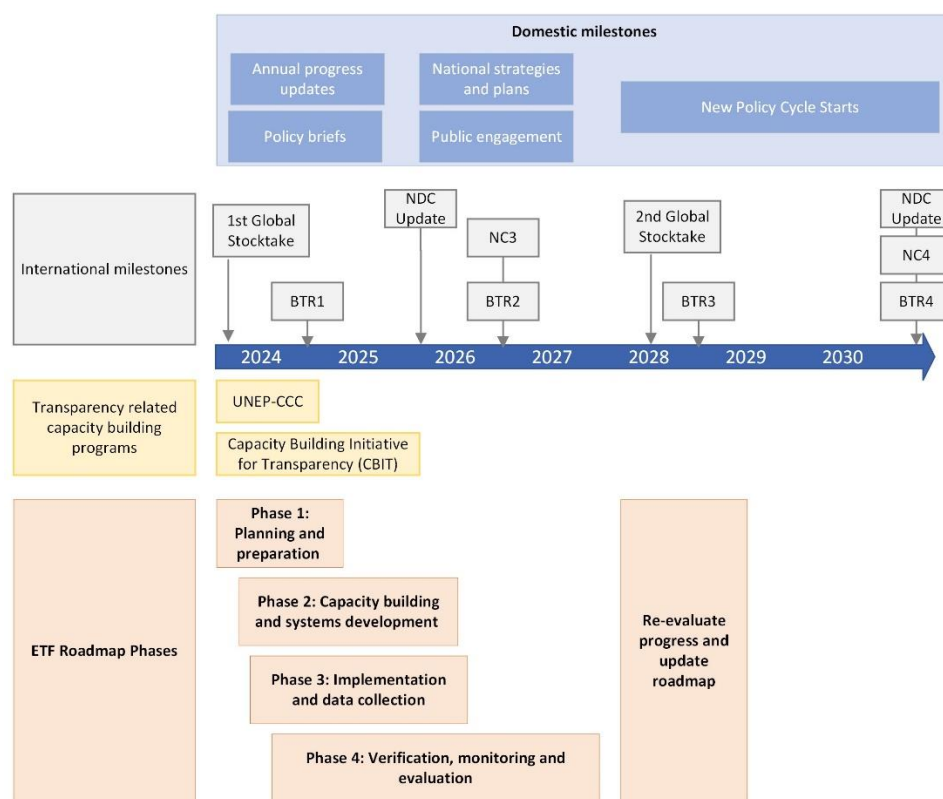 Domestic milestones
Annual progress
updates
National strategies
and plans
New Policy Cycle Starts
Policy briefs
Public engagement
International milestones
1st Global
Stocktake
BTR1
NDC
Update
NC3
BTR2
2nd Global
Stocktake
BTR3
NDC
Update
NC4
BTR4
2024 2025 2026 2027 2028 2029 2030
Transparency related
capacity building
programs
UNEP-CCC
Capacity Building Initiative
for Transparency (CBIT)
ETF Roadmap Phases
Phase 1:
Planning and
preparation
Phase 2: Capacity building
and systems development
Phase 3: Implementation
and data collection
Phase 4: Verification, monitoring and
evaluation
Re-evaluate
progress and
update
roadmap